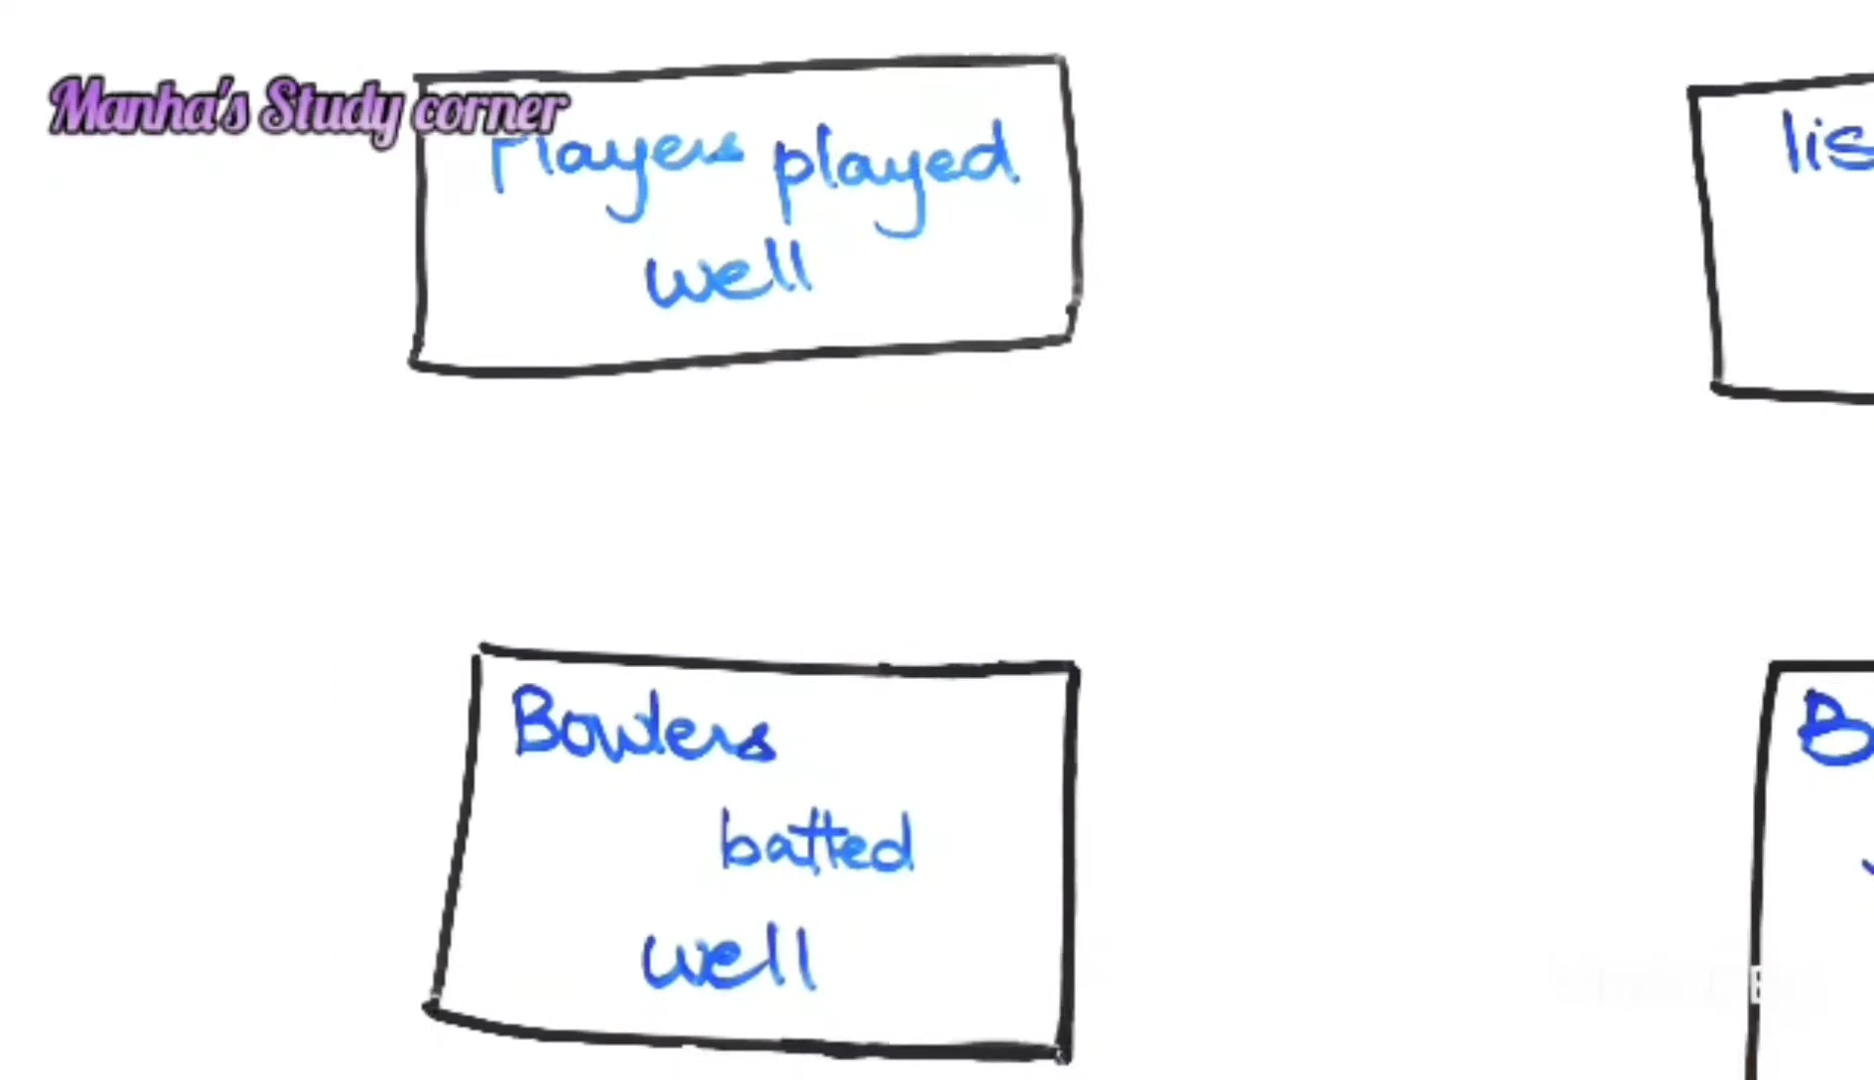 Manha's Study corner
Players played
well
lis
Bowlers
batted
well
B